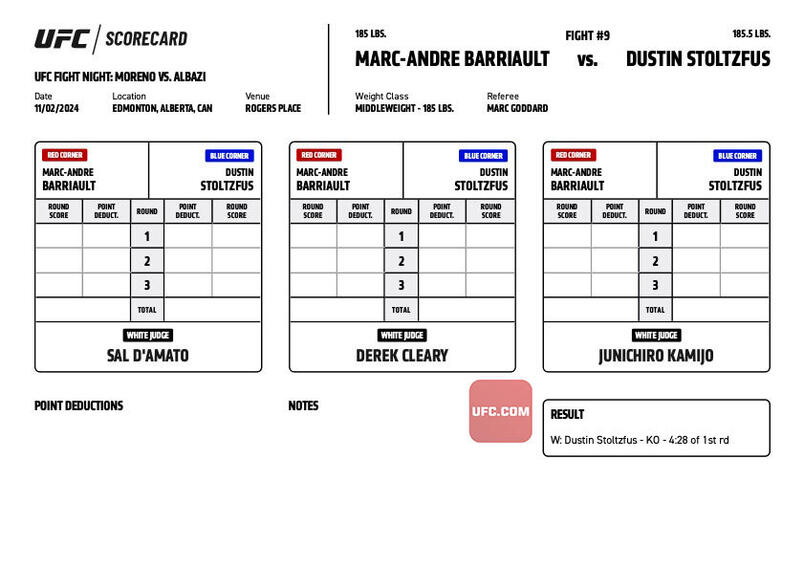 UFC / SCORECARD
UFC FIGHT NIGHT: MORENO VS. ALBAZI
Date Location Venue
11/02/2024 EDMONTON, ALBERTA, CAN ROGERS PLACE
185 LBS. FIGHT #9 185.5 LBS.
MARC-ANDRE BARRIAULT vs. DUSTIN STOLTZFUS
Weight Class Referee
MIDDLEWEIGHT - 185 LBS. MARC GODDARD
RED CORNER BLUE CORNER
MARC-ANDRE DUSTIN
BARRIAULT STOLTZFUS
ROUND SCORE POINT DEDUCT. ROUND POINT DEDUCT. ROUND SCORE
1
2
3
TOTAL
WHITE JUDGE
SAL D'AMATO
RED CORNER BLUE CORNER
MARC-ANDRE DUSTIN
BARRIAULT STOLTZFUS
ROUND SCORE POINT DEDUCT. ROUND POINT DEDUCT. ROUND SCORE
1
2
3
TOTAL
WHITE JUDGE
DEREK CLEARY
RED CORNER BLUE CORNER
MARC-ANDRE DUSTIN
BARRIAULT STOLTZFUS
ROUND SCORE POINT DEDUCT. ROUND POINT DEDUCT. ROUND SCORE
1
2
3
TOTAL
WHITE JUDGE
JUNICHIRO KAMIJO
POINT DEDUCTIONS
NOTES
UFC.COM
RESULT
W: Dustin Stoltzfus - KO - 4:28 of 1st rd